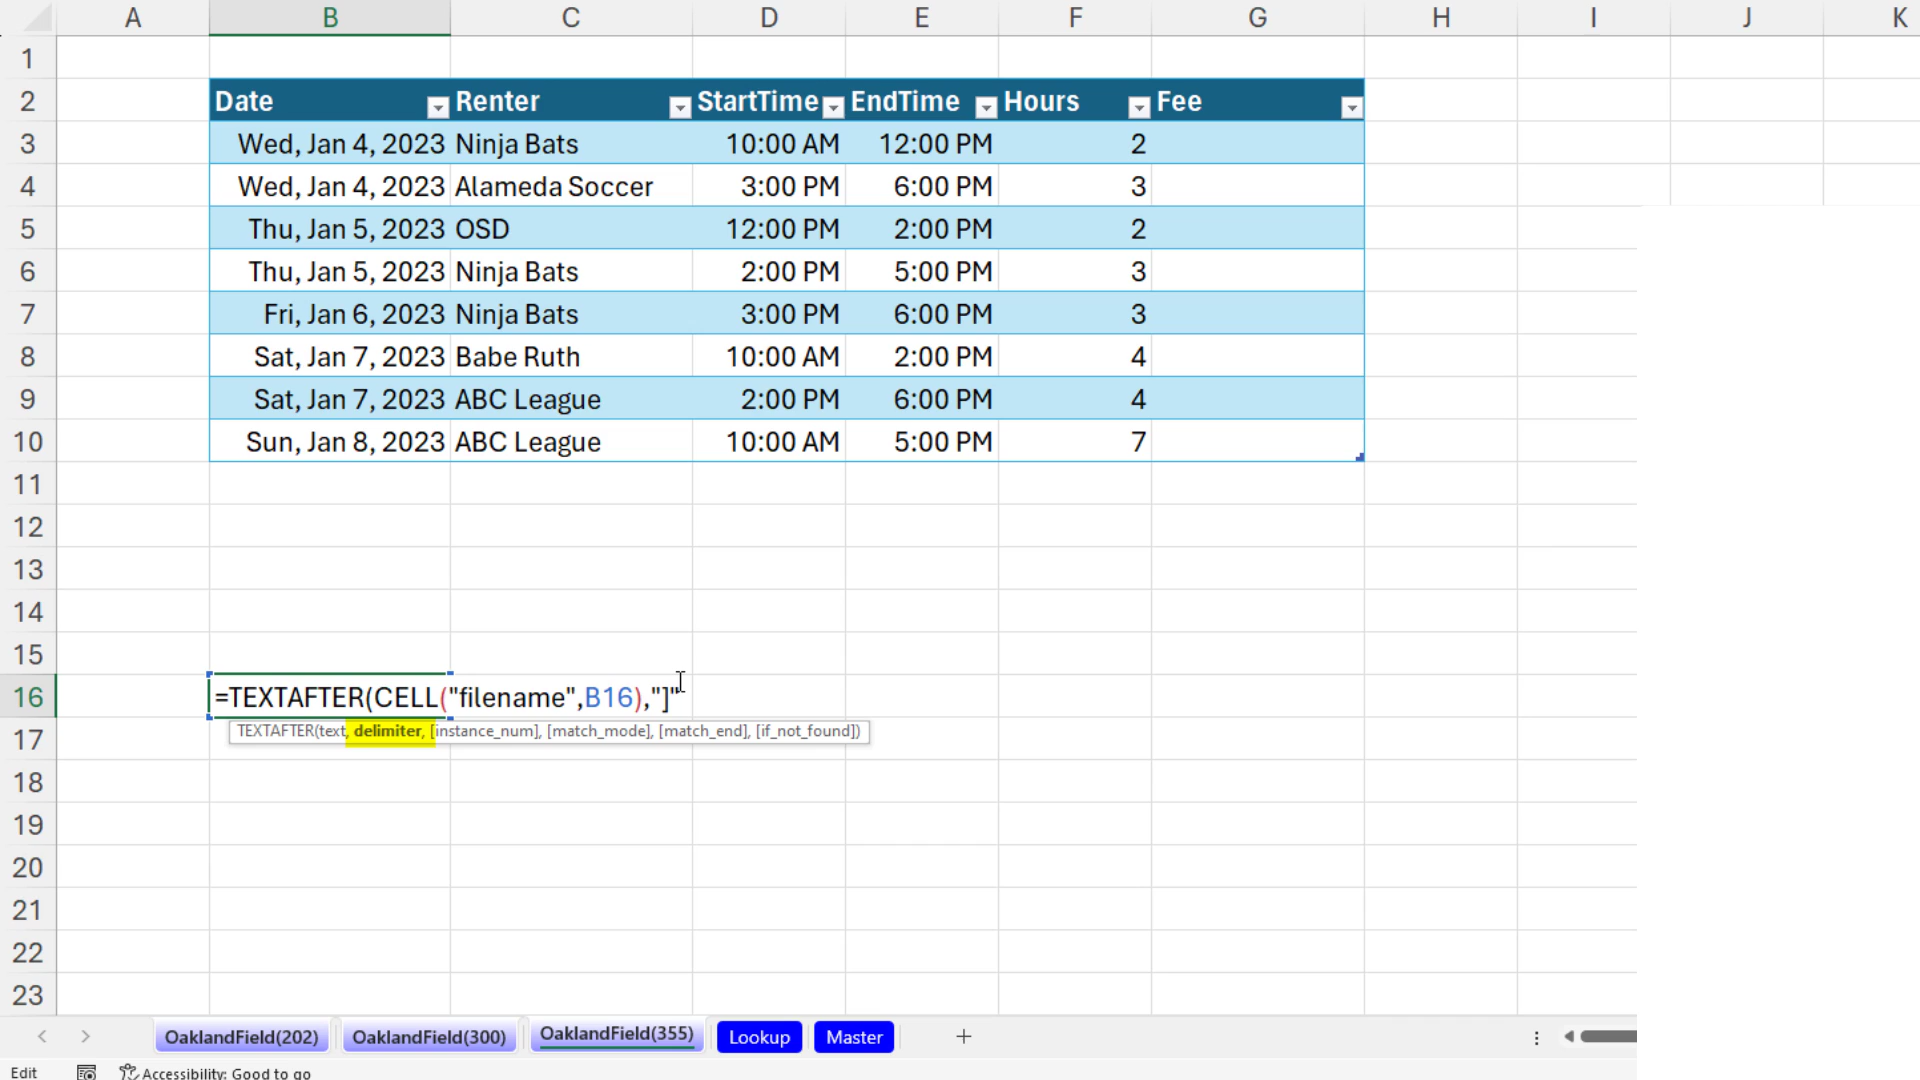 A B C D E F G H I J K
1
2 Date Renter StartTime EndTime Hours Fee
3 Wed, Jan 4, 2023 Ninja Bats 10:00 AM 12:00 PM 2
4 Wed, Jan 4, 2023 Alameda Soccer 3:00 PM 6:00 PM 3
5 Thu, Jan 5, 2023 OSD 12:00 PM 2:00 PM 2
6 Thu, Jan 5, 2023 Ninja Bats 2:00 PM 5:00 PM 3
7 Fri, Jan 6, 2023 Ninja Bats 3:00 PM 6:00 PM 3
8 Sat, Jan 7, 2023 Babe Ruth 10:00 AM 2:00 PM 4
9 Sat, Jan 7, 2023 ABC League 2:00 PM 6:00 PM 4
10 Sun, Jan 8, 2023 ABC League 10:00 AM 5:00 PM 7
11
12
13
14
15
16 =TEXTAFTER(CELL("filename",B16),"]"
17 TEXTAFTER(text, delimiter, [instance_num], [match_mode], [match_end], [if_not_found])
18
19
20
21
22
23
OaklandField(202) OaklandField(300) OaklandField(355) Lookup Master
Edit Accessibility: Good to go